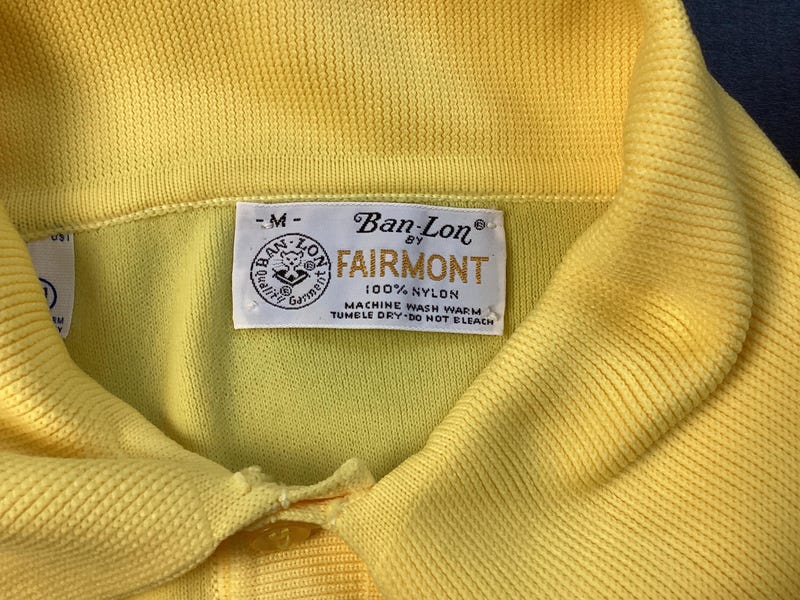 - M -
Ban-Lon®
BY
FAIRMONT
100% NYLON
MACHINE WASH WARM
TUMBLE DRY·DO NOT BLEACH
BAN-LON
®
Quality Garment